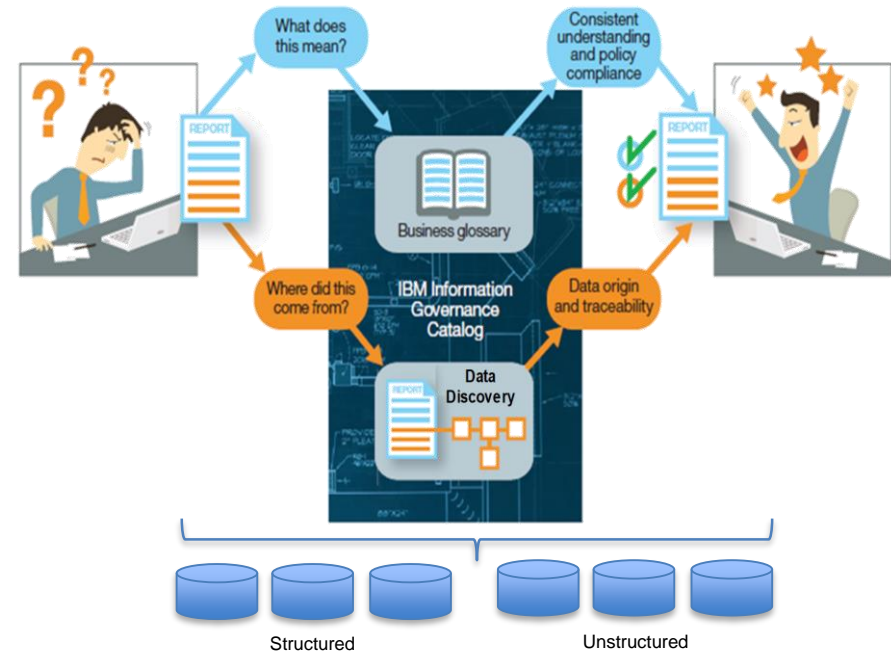 What does
this mean?
Consistent
understanding
and policy
compliance
REPORT
REPORT
Business glossary
Where did this
come from?
IBM Information
Governance
Catalog
Data origin
and traceability
Data
Discovery
REPORT
Structured
Unstructured